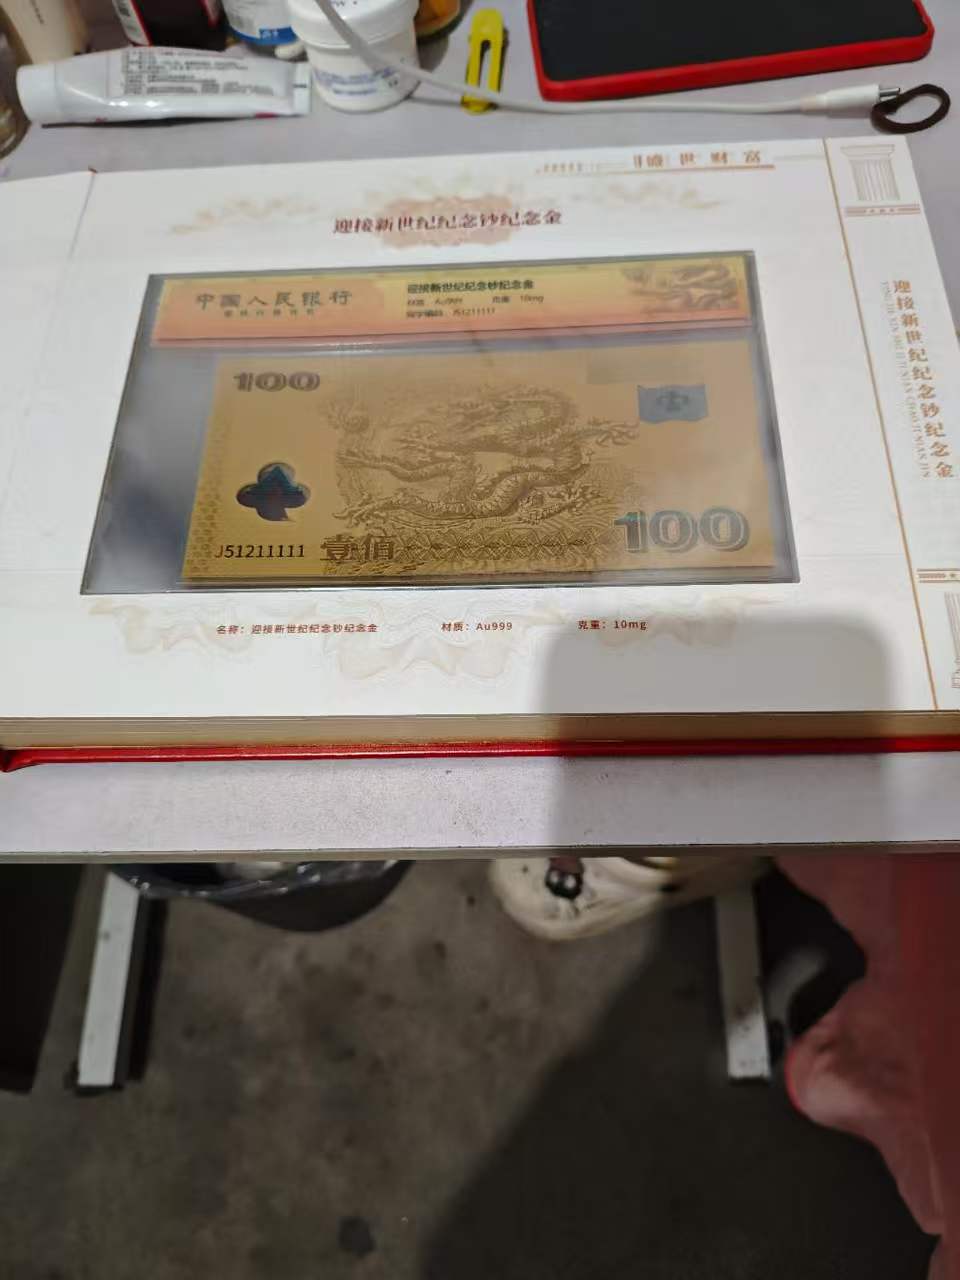 盛世财富
迎接新世纪纪念钞纪念金
中國人民银行
迎接新世纪纪念钞纪念金
材质 Au999 克重 10mg
J51211111
100
J51211111 壹佰
100
名称：迎接新世纪纪念钞纪念金 材质：Au999 克重：10mg
迎接新世纪纪念钞纪念金